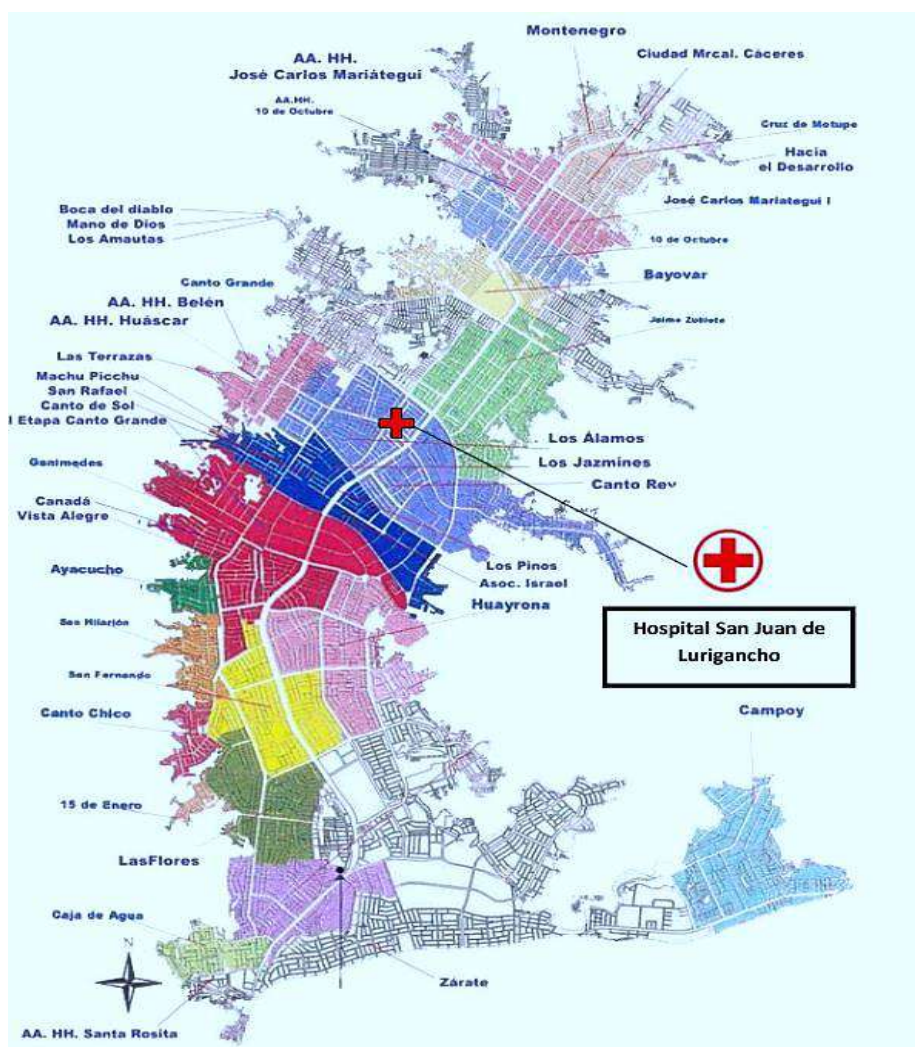 Montenegro
AA. HH.
José Carlos Mariátegui
Ciudad Mrcal. Cáceres
AA.HH.
10 de Octubre
Cruz de Motupe
Hacia
el Desarrollo
José Carlos Mariategui I
Boca del diablo
Mano de Dios
Los Amautas
10 de Octubre
Bayovar
Canto Grande
AA. HH. Belén
AA. HH. Huáscar
Jaime Zubieta
Las Terrazas
Machu Picchu
San Rafael
Canto de Sol
I Etapa Canto Grande
Los Álamos
Los Jazmines
Canto Rey
Ganimedes
Canadá
Vista Alegre
Los Pinos
Asoc. Israel
Ayacucho
Huayrona
San Hilarión
Hospital San Juan de
Lurigancho
San Fernando
Canto Chico
Campoy
15 de Enero
LasFlores
Caja de Agua
N
Zárate
AA. HH. Santa Rosita